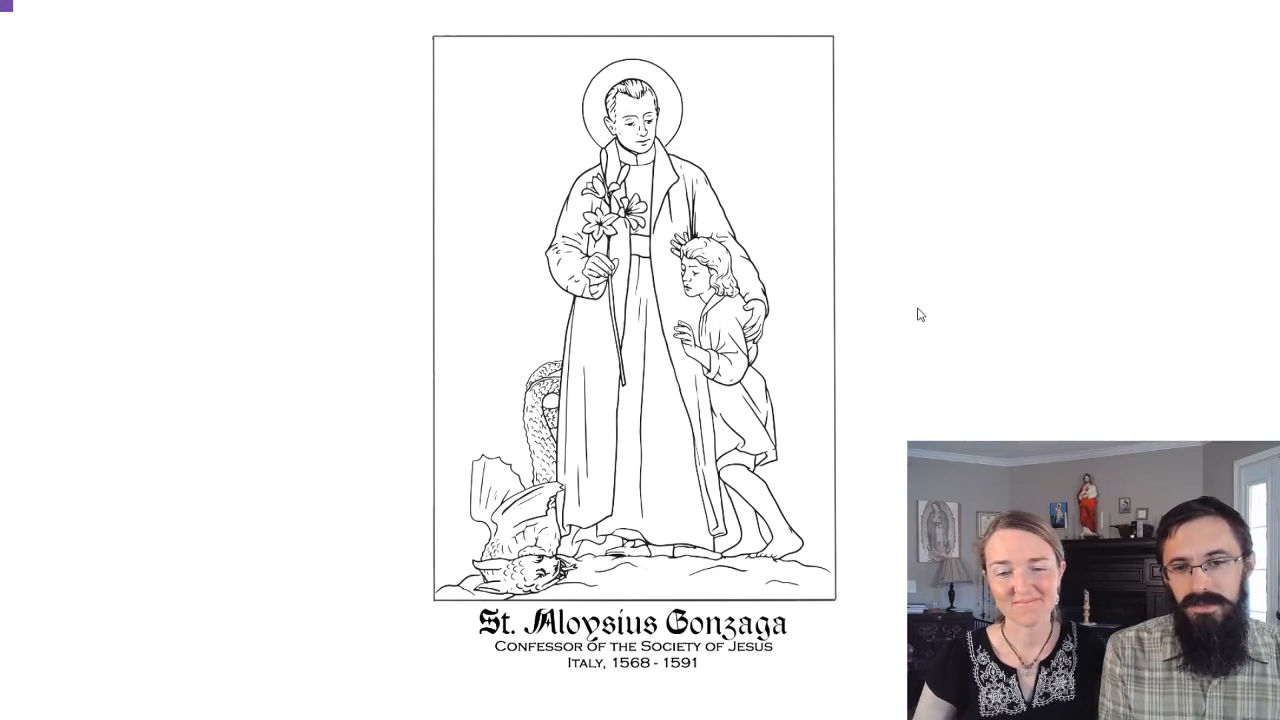 St. Aloysius Gonzaga
Confessor of the Society of Jesus
Italy, 1568 - 1591